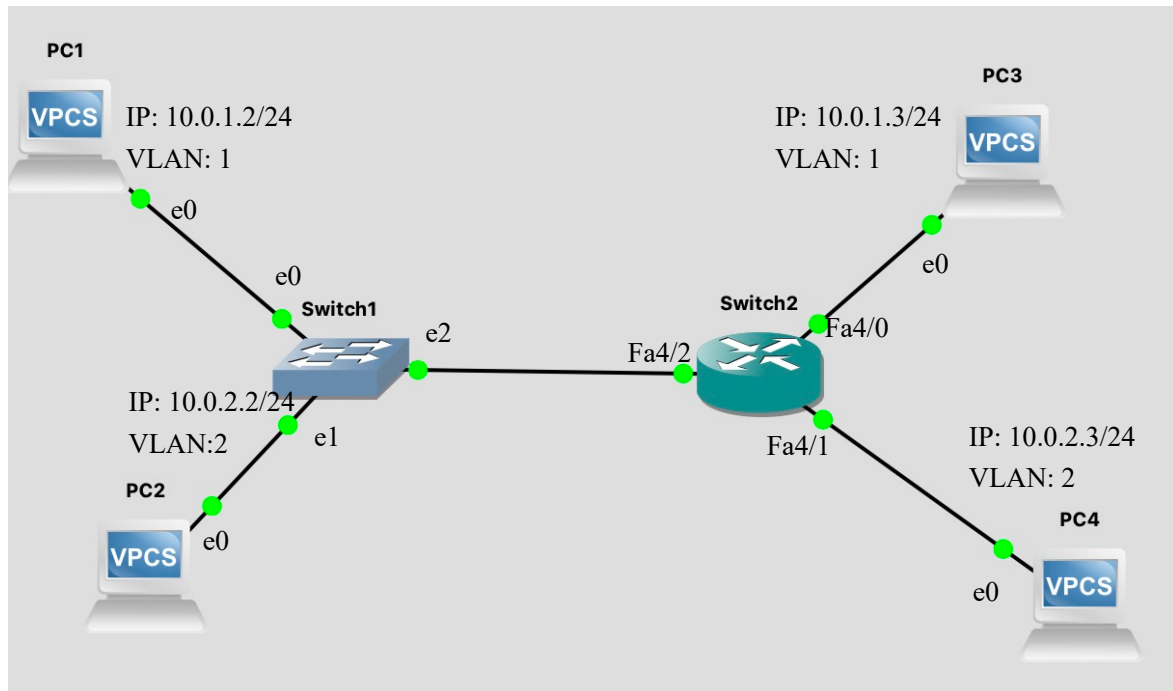 PC1
VPCS
IP: 10.0.1.2/24
VLAN: 1
e0
e0
Switch1
e2
IP: 10.0.2.2/24
VLAN:2
e1
PC2
VPCS
e0
PC3
IP: 10.0.1.3/24
VLAN: 1
VPCS
e0
Switch2
Fa4/0
Fa4/2
Fa4/1
IP: 10.0.2.3/24
VLAN: 2
PC4
VPCS
e0